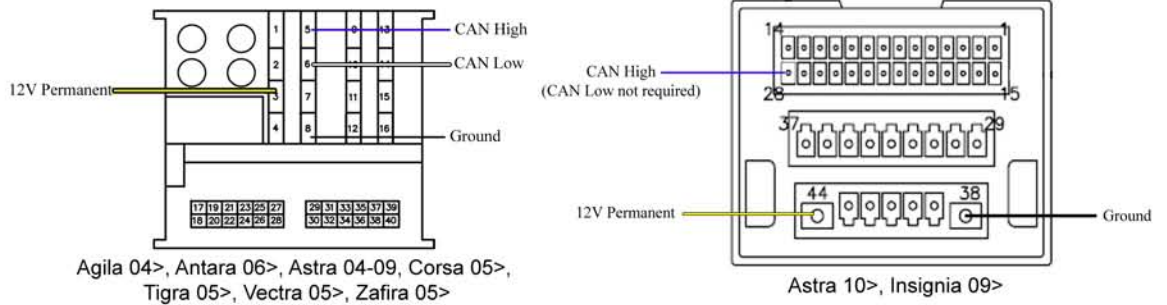 1 5 9 13
CAN High
2 6 10 14
CAN Low
12V Permanent
3 7 11 15
4 8 12 16
Ground
17 19 21 23 25 27 29 31 33 35 37 39
18 20 22 24 26 28 30 32 34 36 38 40
Agila 04>, Antara 06>, Astra 04-09, Corsa 05>,
Tigra 05>, Vectra 05>, Zafira 05>
14 1
CAN High
(CAN Low not required)
28 15
37 29
44 38
12V Permanent
Ground
Astra 10>, Insignia 09>